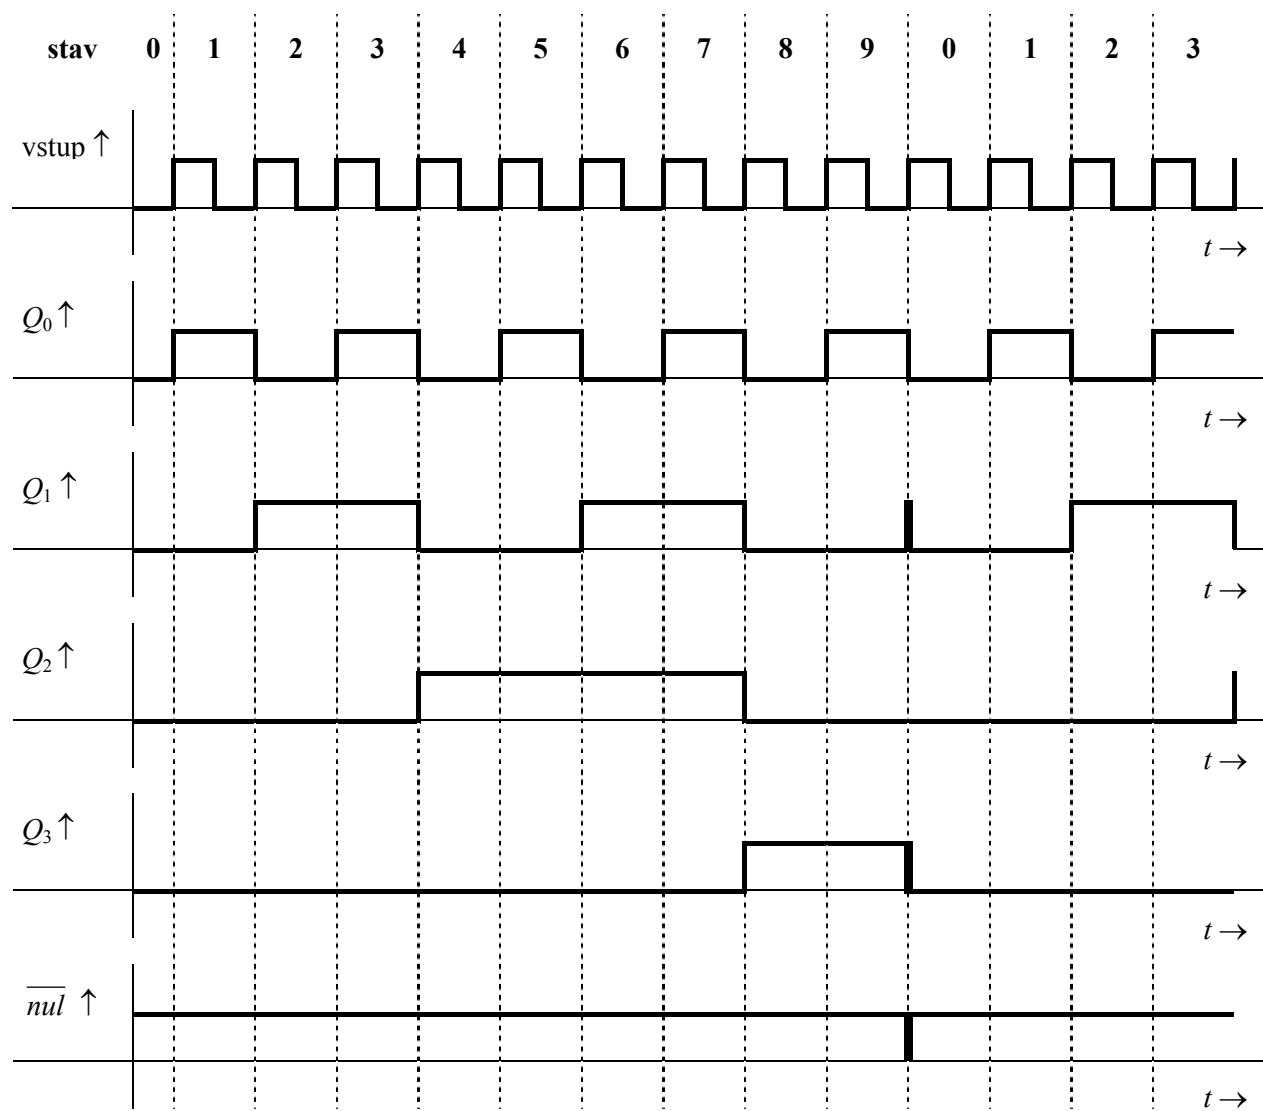 stav 0 1 2 3 4 5 6 7 8 9 0 1 2 3
vstup ↑
t →
Q₀ ↑
t →
Q₁ ↑
t →
Q₂ ↑
t →
Q₃ ↑
t →
n̅u̅l̅ ↑
t →